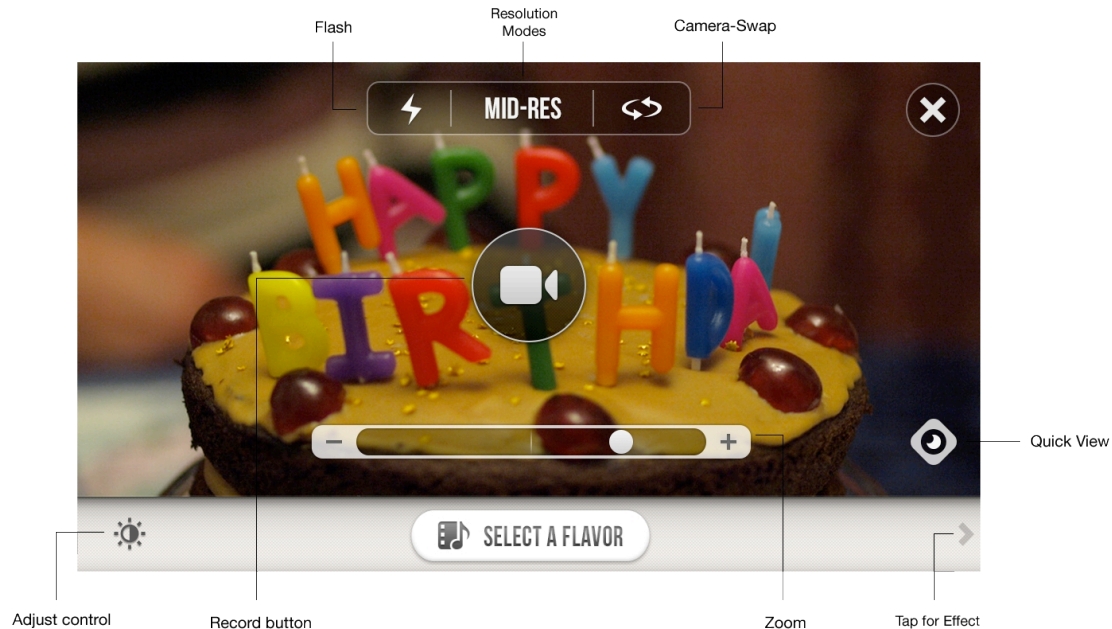 Flash
Resolution
Modes
Camera-Swap
MID-RES
HAPPY
BIRTHDAY
Quick View
SELECT A FLAVOR
Adjust control
Record button
Zoom
Tap for Effect